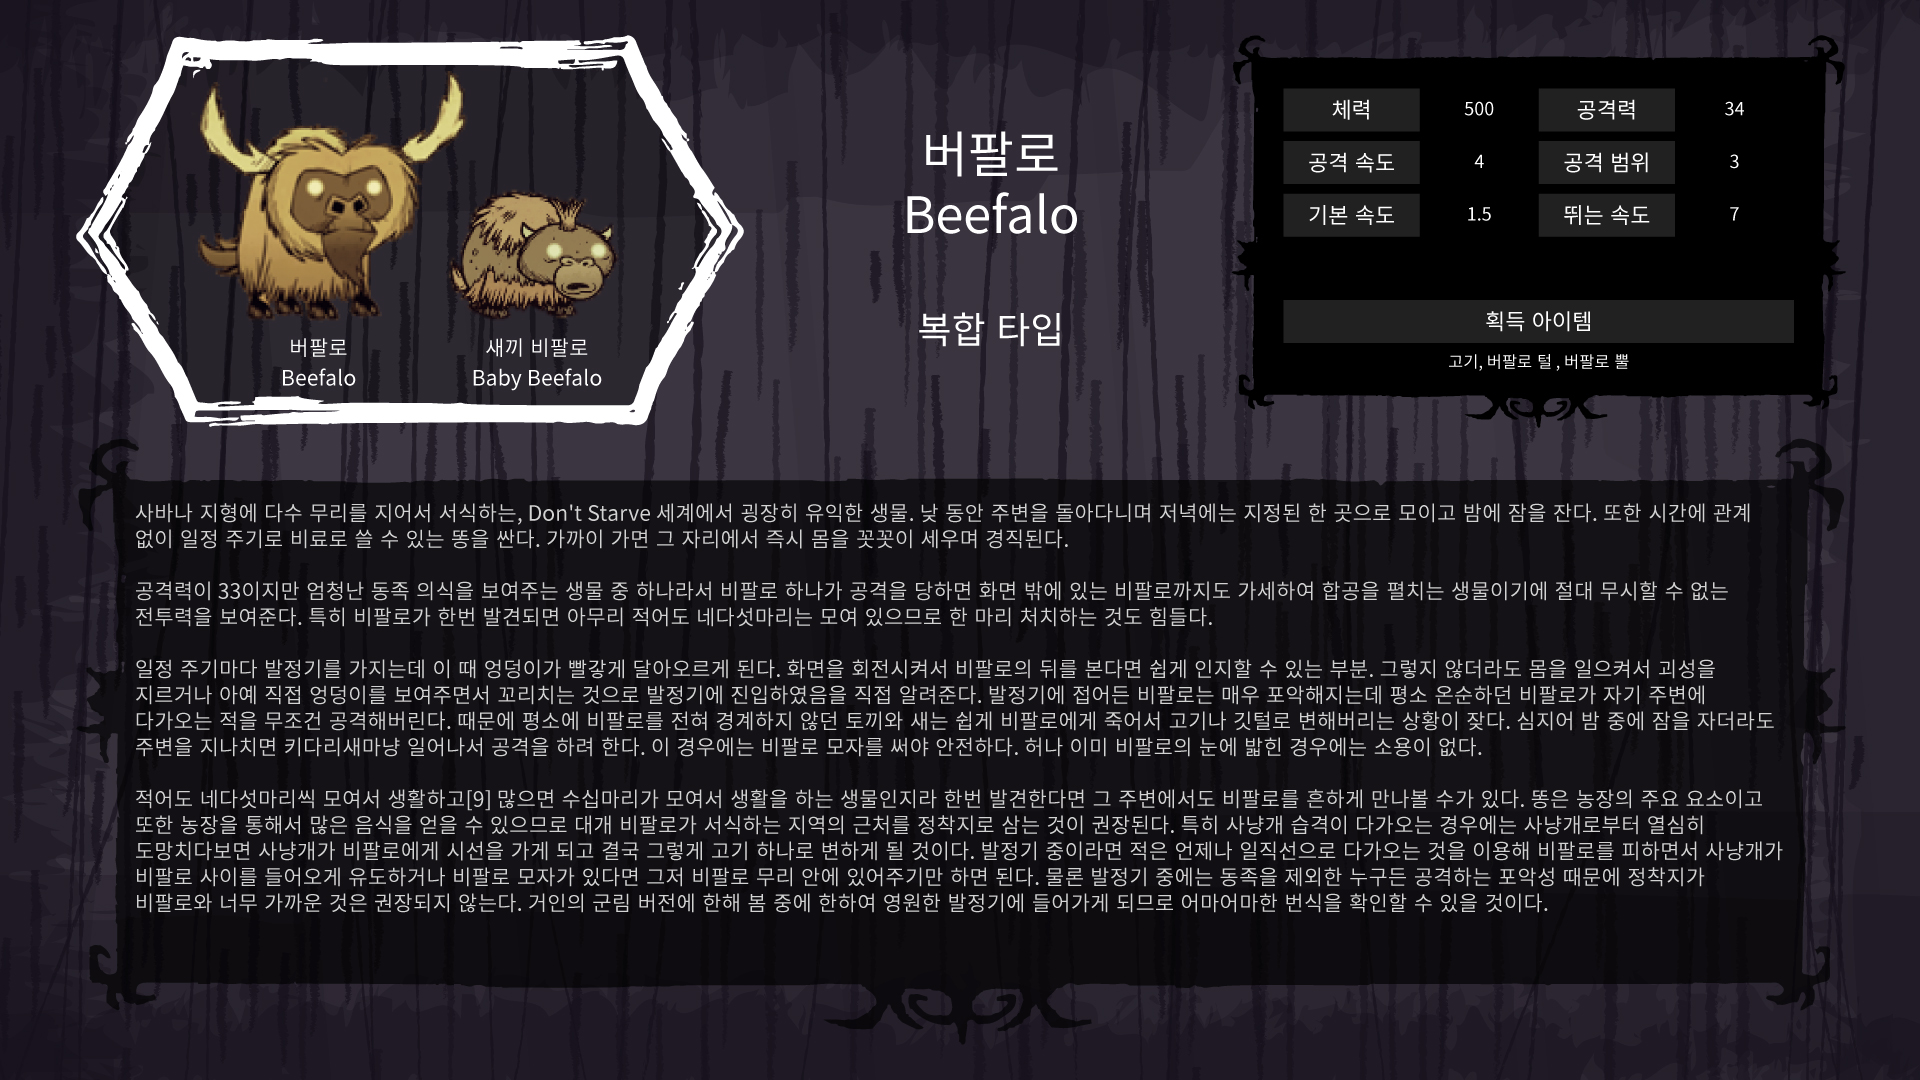 버팔로
Beefalo
새끼 비팔로
Baby Beefalo
버팔로
Beefalo
복합 타입
체력 500 공격력 34
공격 속도 4 공격 범위 3
기본 속도 1.5 뛰는 속도 7
획득 아이템
고기, 버팔로 털 , 버팔로 뿔
사바나 지형에 다수 무리를 지어서 서식하는, Don't Starve 세계에서 굉장히 유익한 생물. 낮 동안 주변을 돌아다니며 저녁에는 지정된 한 곳으로 모이고 밤에 잠을 잔다. 또한 시간에 관계
없이 일정 주기로 비료로 쓸 수 있는 똥을 싼다. 가까이 가면 그 자리에서 즉시 몸을 꼿꼿이 세우며 경직된다.
공격력이 33이지만 엄청난 동족 의식을 보여주는 생물 중 하나라서 비팔로 하나가 공격을 당하면 화면 밖에 있는 비팔로까지도 가세하여 합공을 펼치는 생물이기에 절대 무시할 수 없는
전투력을 보여준다. 특히 비팔로가 한번 발견되면 아무리 적어도 네다섯마리는 모여 있으므로 한 마리 처치하는 것도 힘들다.
일정 주기마다 발정기를 가지는데 이 때 엉덩이가 빨갛게 달아오르게 된다. 화면을 회전시켜서 비팔로의 뒤를 본다면 쉽게 인지할 수 있는 부분. 그렇지 않더라도 몸을 일으켜서 괴성을
지르거나 아예 직접 엉덩이를 보여주면서 꼬리치는 것으로 발정기에 진입하였음을 직접 알려준다. 발정기에 접어든 비팔로는 매우 포악해지는데 평소 온순하던 비팔로가 자기 주변에
다가오는 적을 무조건 공격해버린다. 때문에 평소에 비팔로를 전혀 경계하지 않던 토끼와 새는 쉽게 비팔로에게 죽어서 고기나 깃털로 변해버리는 상황이 잦다. 심지어 밤 중에 잠을 자더라도
주변을 지나치면 키다리새마냥 일어나서 공격을 하려 한다. 이 경우에는 비팔로 모자를 써야 안전하다. 허나 이미 비팔로의 눈에 밟힌 경우에는 소용이 없다.
적어도 네다섯마리씩 모여서 생활하고[9] 많으면 수십마리가 모여서 생활을 하는 생물인지라 한번 발견한다면 그 주변에서도 비팔로를 흔하게 만나볼 수가 있다. 똥은 농장의 주요 요소이고
또한 농장을 통해서 많은 음식을 얻을 수 있으므로 대개 비팔로가 서식하는 지역의 근처를 정착지로 삼는 것이 권장된다. 특히 사냥개 습격이 다가오는 경우에는 사냥개로부터 열심히
도망치다보면 사냥개가 비팔로에게 시선을 가게 되고 결국 그렇게 고기 하나로 변하게 될 것이다. 발정기 중이라면 적은 언제나 일직선으로 다가오는 것을 이용해 비팔로를 피하면서 사냥개가
비팔로 사이를 들어오게 유도하거나 비팔로 모자가 있다면 그저 비팔로 무리 안에 있어주기만 하면 된다. 물론 발정기 중에는 동족을 제외한 누구든 공격하는 포악성 때문에 정착지가
비팔로와 너무 가까운 것은 권장되지 않는다. 거인의 군림 버전에 한해 봄 중에 한하여 영원한 발정기에 들어가게 되므로 어마어마한 번식을 확인할 수 있을 것이다.